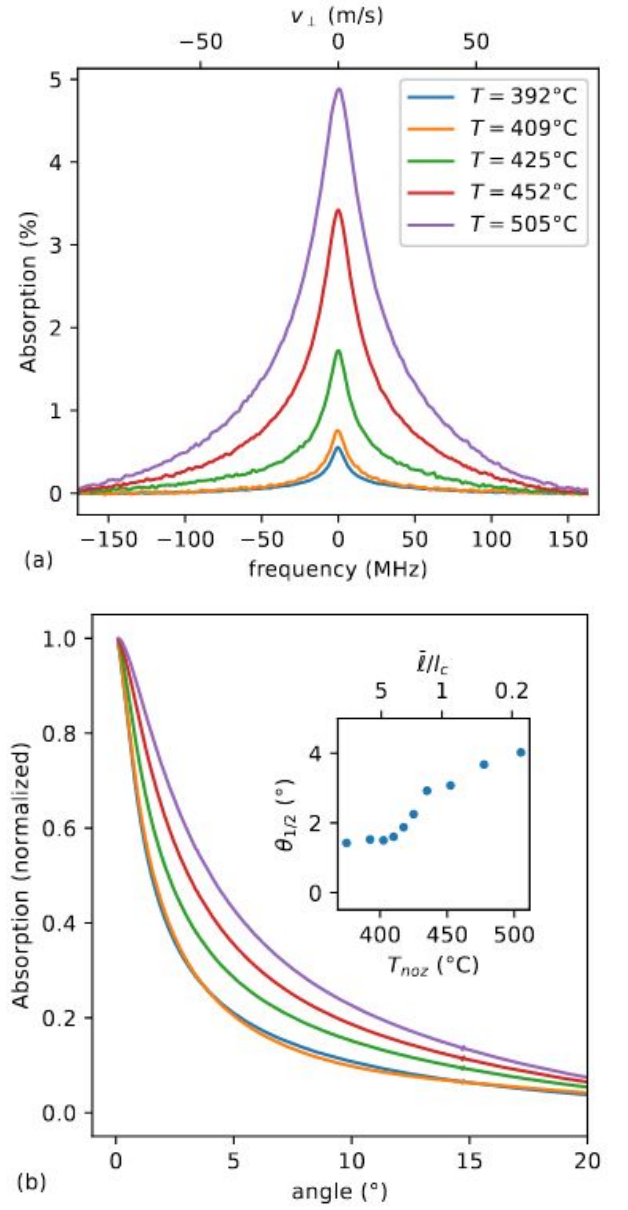 v⊥ (m/s)
−50 0 50
5
4
3
2
1
0
Absorption (%)
T = 392°C
T = 409°C
T = 425°C
T = 452°C
T = 505°C
−150 −100 −50 0 50 100 150
(a)
frequency (MHz)
1.0
0.8
0.6
0.4
0.2
0.0
Absorption (normalized)
ℓ̄/l_c
5 1 0.2
4
2
0
θ1/2 (°)
400 450 500
T_noz (°C)
0 5 10 15 20
(b)
angle (°)